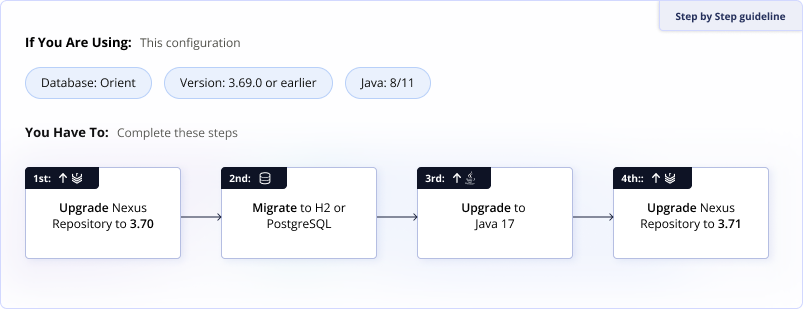 Step by Step guideline
If You Are Using: This configuration
Database: Orient
Version: 3.69.0 or earlier
Java: 8/11
You Have To: Complete these steps
1st:
Upgrade Nexus
Repository to 3.70
2nd:
Migrate to H2 or
PostgreSQL
3rd:
Upgrade to
Java 17
4th::
Upgrade Nexus
Repository to 3.71